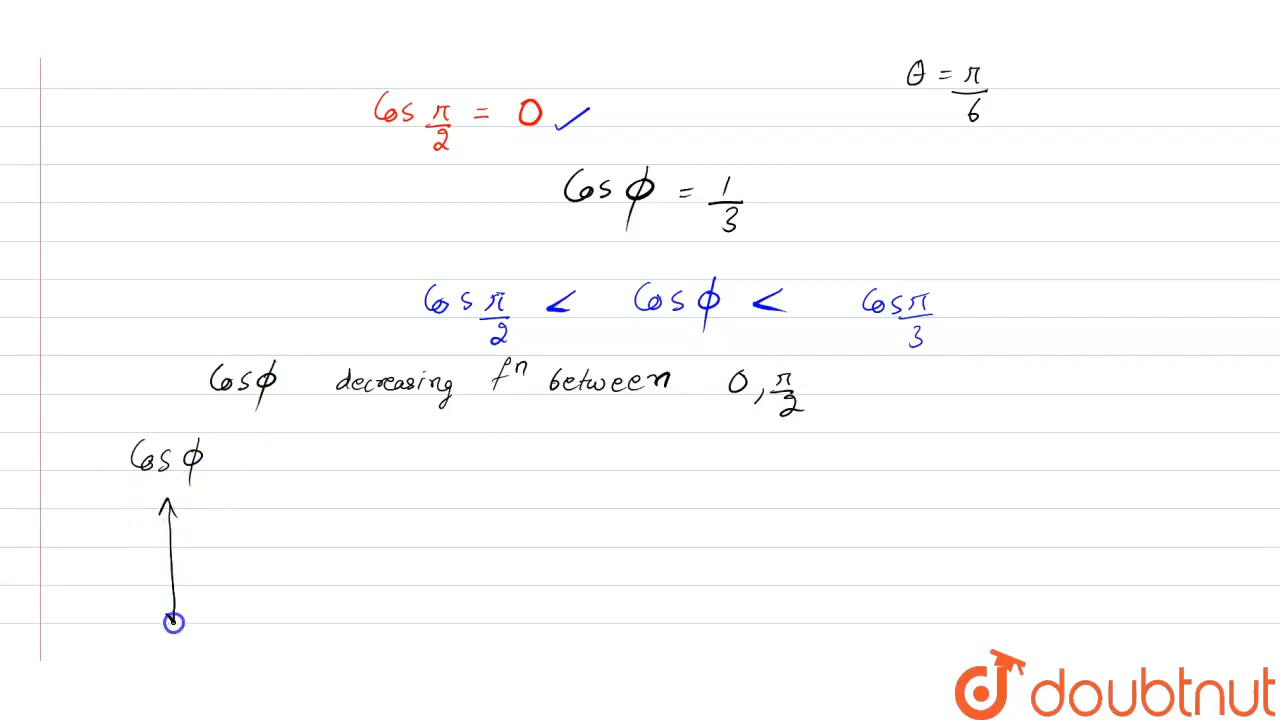 θ = π/6
Cos π/2 = 0 ✓
Cos ϕ = 1/3
Cos π/2 < Cos ϕ < Cos π/3
Cos ϕ decreasing fⁿ between 0, π/2
Cos ϕ
doubtnut